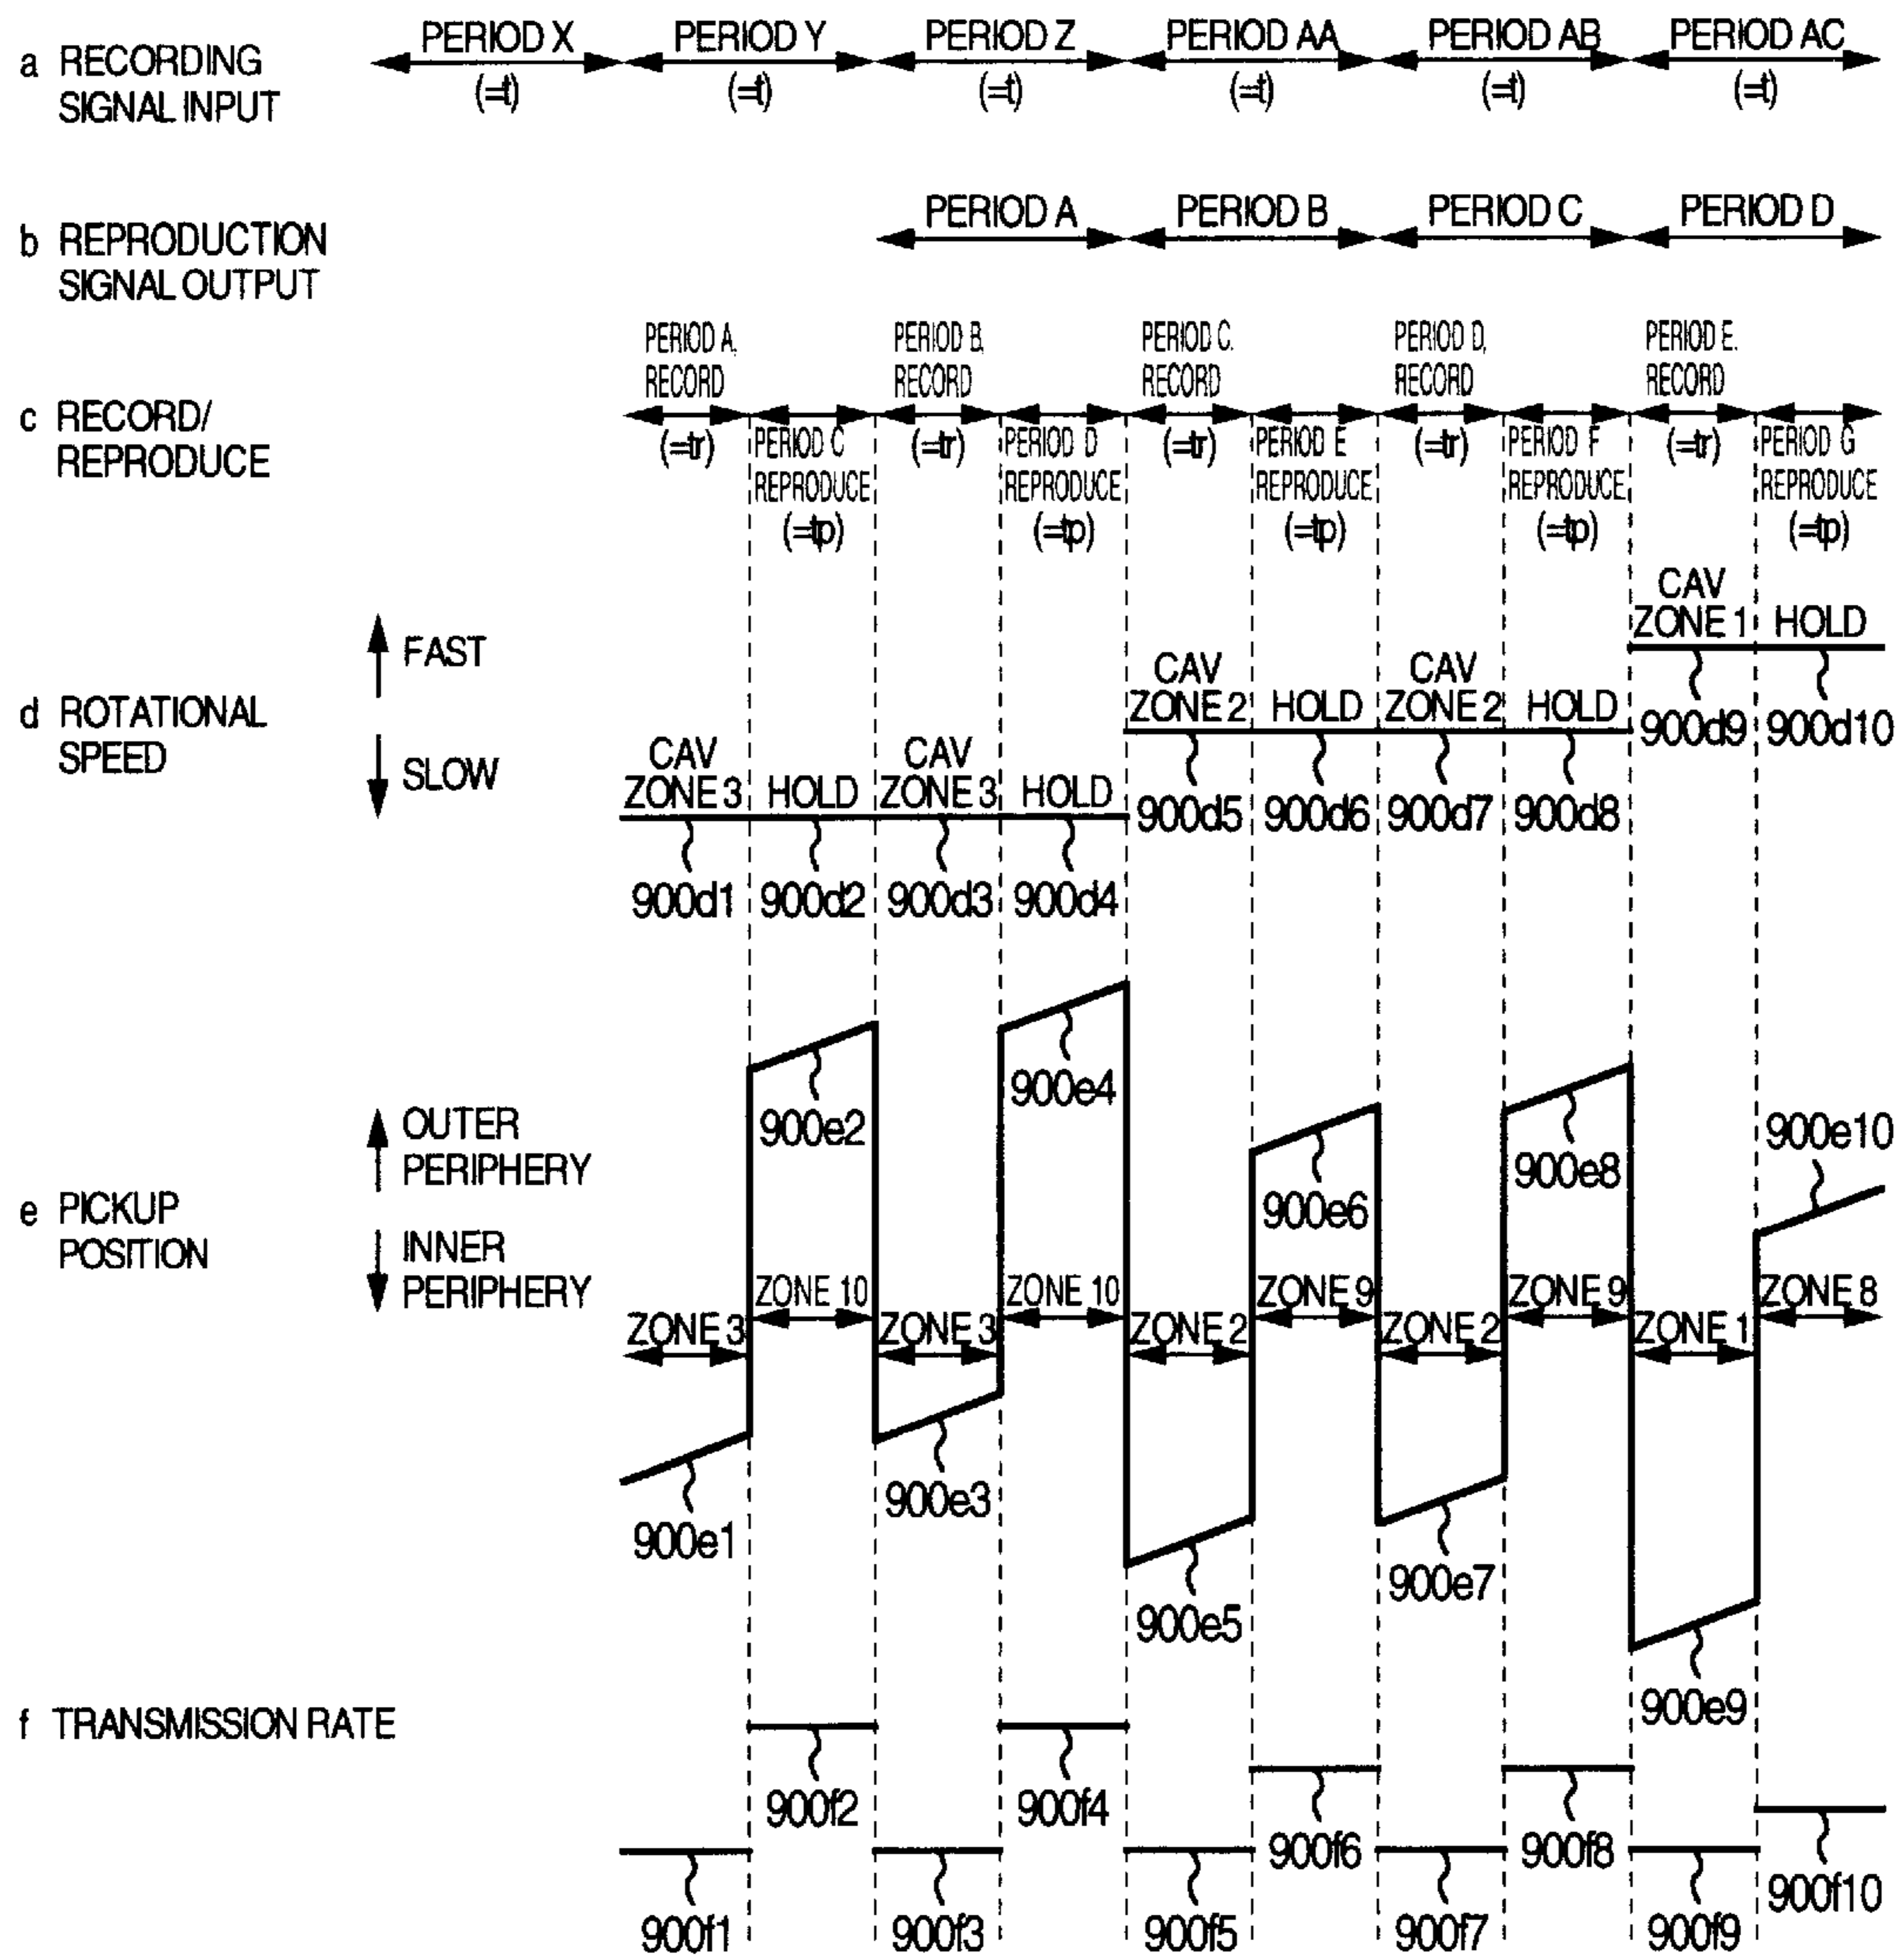 a RECORDING
SIGNAL INPUT
PERIOD X
PERIOD Y
PERIOD Z
PERIOD AA
PERIOD AB
PERIOD AC
(=t)
(=t)
(=t)
(=t)
(=t)
(=t)
b REPRODUCTION
SIGNAL OUTPUT
PERIOD A
PERIOD B
PERIOD C
PERIOD D
c RECORD/
REPRODUCE
PERIOD A,
RECORD
(=tr)
PERIOD C
REPRODUCE
(=tp)
PERIOD B,
RECORD
(=tr)
PERIOD D
REPRODUCE
(=tp)
PERIOD C.
RECORD
(=tr)
PERIOD E
REPRODUCE
(=tp)
PERIOD D,
RECORD
(=tr)
PERIOD F
REPRODUCE
(=tp)
PERIOD E.
RECORD
(=tr)
PERIOD G
REPRODUCE
(=tp)
d ROTATIONAL
SPEED
FAST
SLOW
CAV
ZONE 3
HOLD
CAV
ZONE 3
HOLD
CAV
ZONE 2
HOLD
CAV
ZONE 2
HOLD
CAV
ZONE 1
HOLD
900d1
900d2
900d3
900d4
900d5
900d6
900d7
900d8
900d9
900d10
e PICKUP
POSITION
OUTER
PERIPHERY
INNER
PERIPHERY
ZONE 3
ZONE 10
ZONE 3
ZONE 10
ZONE 2
ZONE 9
ZONE 2
ZONE 9
ZONE 1
ZONE 8
900e1
900e2
900e3
900e4
900e5
900e6
900e7
900e8
900e9
900e10
f TRANSMISSION RATE
900f1
900f2
900f3
900f4
900f5
900f6
900f7
900f8
900f9
900f10